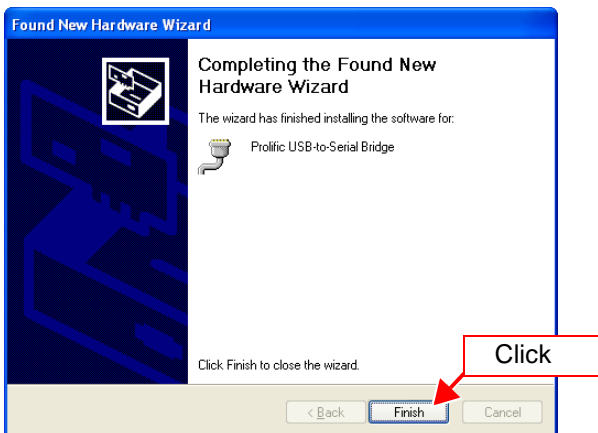 Found New Hardware Wizard
Completing the Found New
Hardware Wizard
The wizard has finished installing the software for:
Prolific USB-to-Serial Bridge
Click Finish to close the wizard.
Click
< Back Finish Cancel